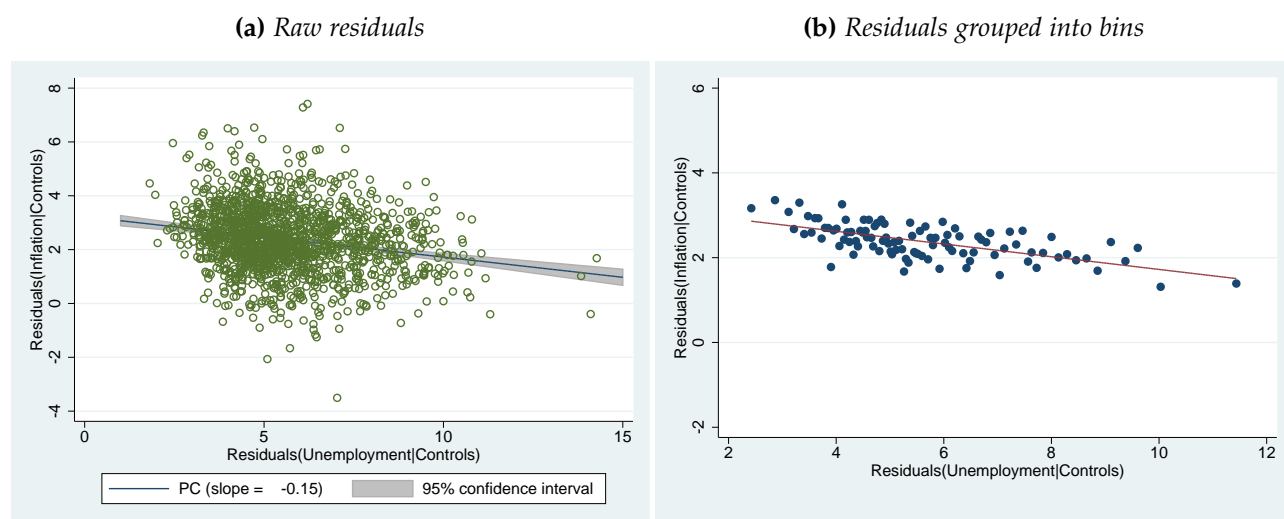 (a) Raw residuals
8
6
4
2
0
-2
-4
Residuals(Inflation|Controls)
0 5 10 15
Residuals(Unemployment|Controls)
PC (slope = -0.15) 95% confidence interval
(b) Residuals grouped into bins
6
4
2
0
-2
Residuals(Inflation|Controls)
2 4 6 8 10 12
Residuals(Unemployment|Controls)